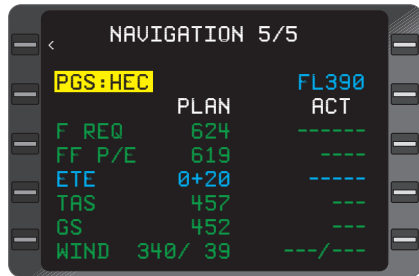 < NAVIGATION 5/5
PGS:HEC FL390
PLAN ACT
F REQ 624 ------
FF P/E 619 ----
ETE 0+20 -----
TAS 457 ---
GS 452 ---
WIND 340/ 39 ---/---